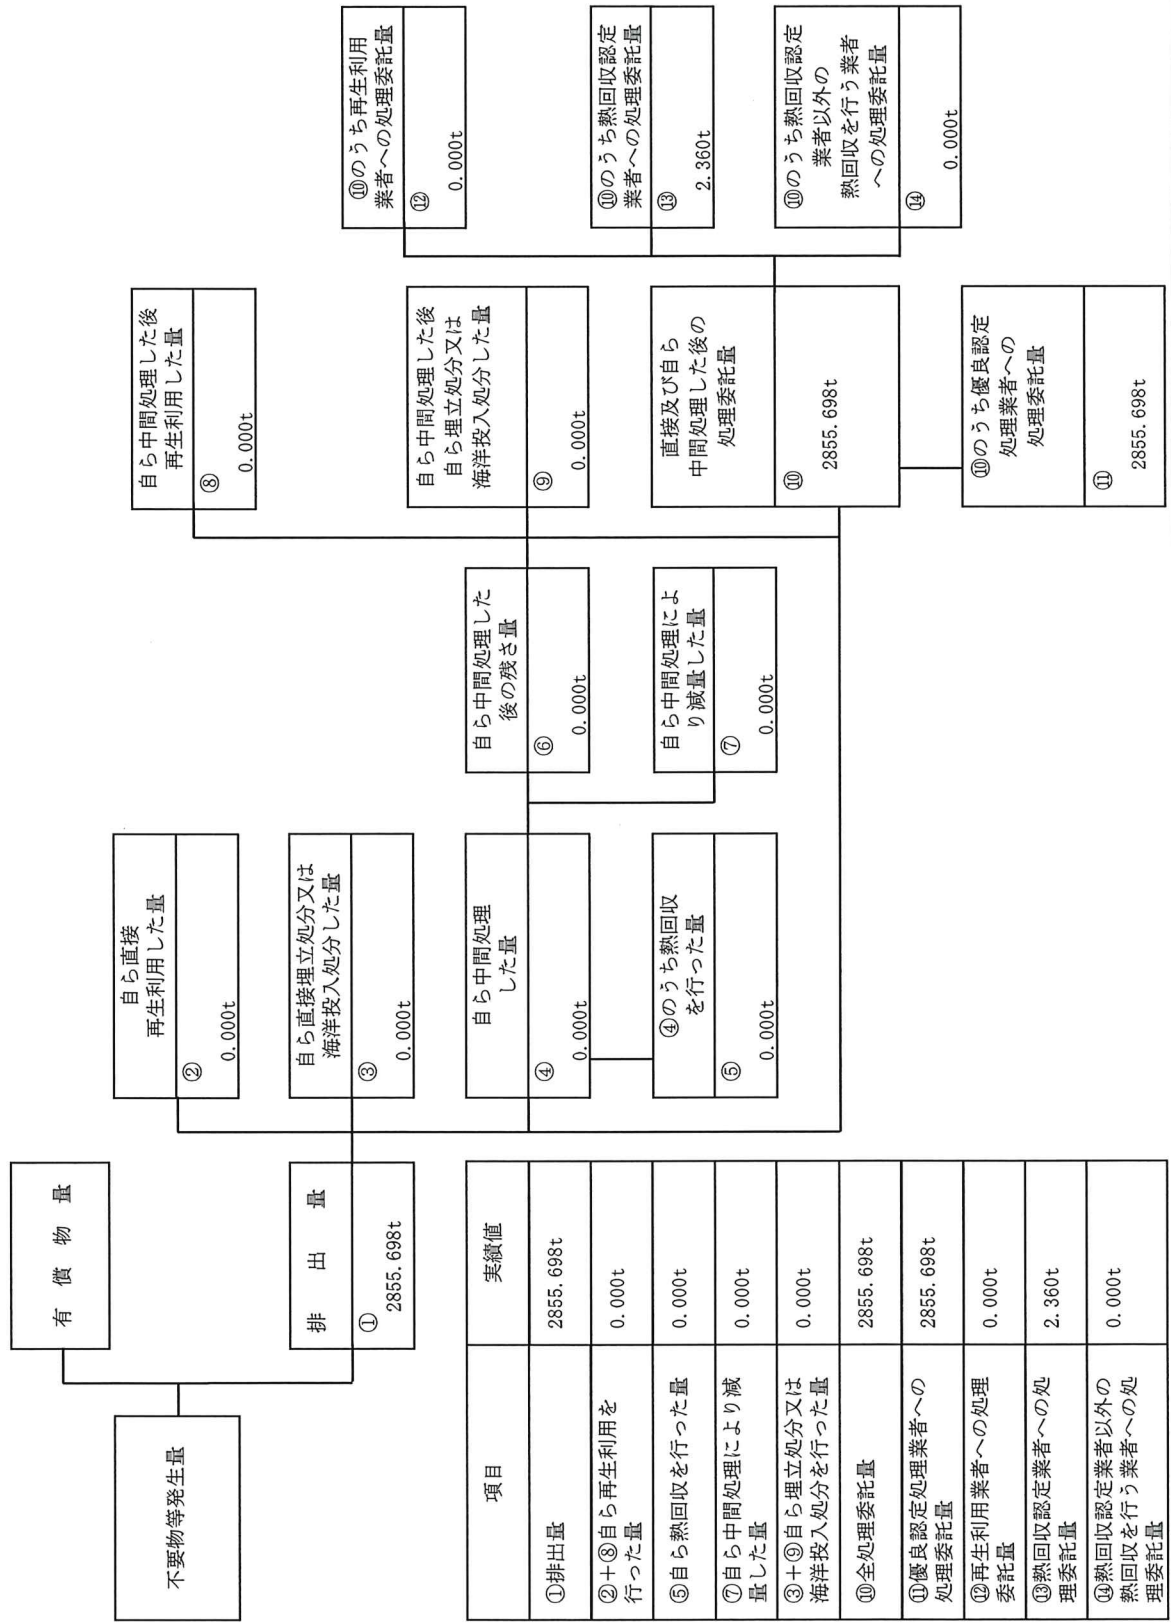 不要物等発生量
有償物量
排出量
① 2855.698t
自ら直接
再生利用した量
② 0.000t
自ら直接埋立処分又は
海洋投入処分した量
③ 0.000t
自ら中間処理
した量
④ 0.000t
④のうち熱回収
を行った量
⑤ 0.000t
自ら中間処理した
後の残さ量
⑥ 0.000t
自ら中間処理によ
り減量した量
⑦ 0.000t
自ら中間処理した後
再生利用した量
⑧ 0.000t
自ら中間処理した後
自ら埋立処分又は
海洋投入処分した量
⑨ 0.000t
直接及び自ら
中間処理した後の
処理委託量
⑩ 2855.698t
⑩のうち優良認定
処理業者への
処理委託量
⑪ 2855.698t
⑩のうち再生利用
業者への処理委託量
⑫ 0.000t
⑩のうち熱回収認定
業者への処理委託量
⑬ 2.360t
⑩のうち熱回収認定
業者以外の
熱回収を行う業者
への処理委託量
⑭ 0.000t
項目 実績値
①排出量 2855.698t
②+⑧自ら再生利用を
行った量 0.000t
⑤自ら熱回収を行った量 0.000t
⑦自ら中間処理により減
量した量 0.000t
③+⑨自ら埋立処分又は
海洋投入処分を行った量 0.000t
⑩全処理委託量 2855.698t
⑪優良認定処理業者への
処理委託量 2855.698t
⑫再生利用業者への処理
委託量 0.000t
⑬熱回収認定業者への処
理委託量 2.360t
⑭熱回収認定業者以外の
熱回収を行う業者への処
理委託量 0.000t